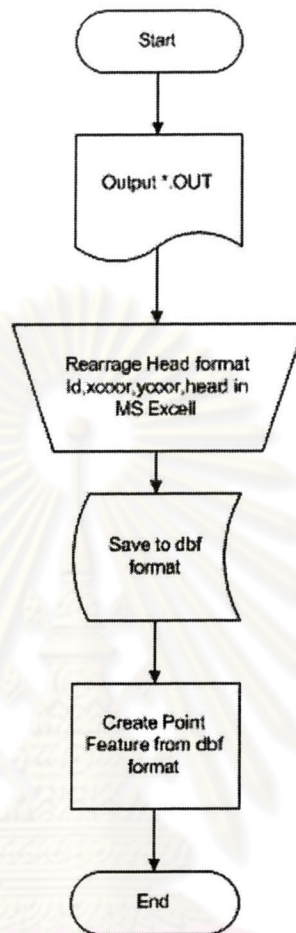 Start
Output *.OUT
Rearrage Head format
Id,xcoor,ycoor,head in
MS Excell
Save to dbf
format
Create Point
Feature from dbf
format
End